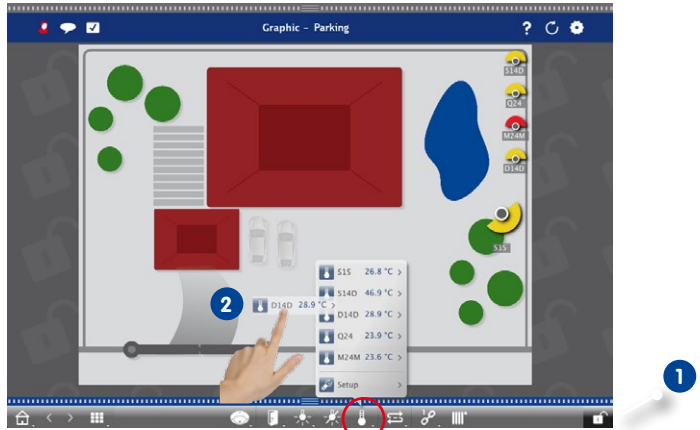 Graphic – Parking
?
S14D
Q24
M24M
D14D
S15
S15 26.8 °C >
S14D 46.9 °C >
D14D 28.9 °C >
Q24 23.9 °C >
M24M 23.6 °C >
Setup >
2
D14D 28.9 °C >
1